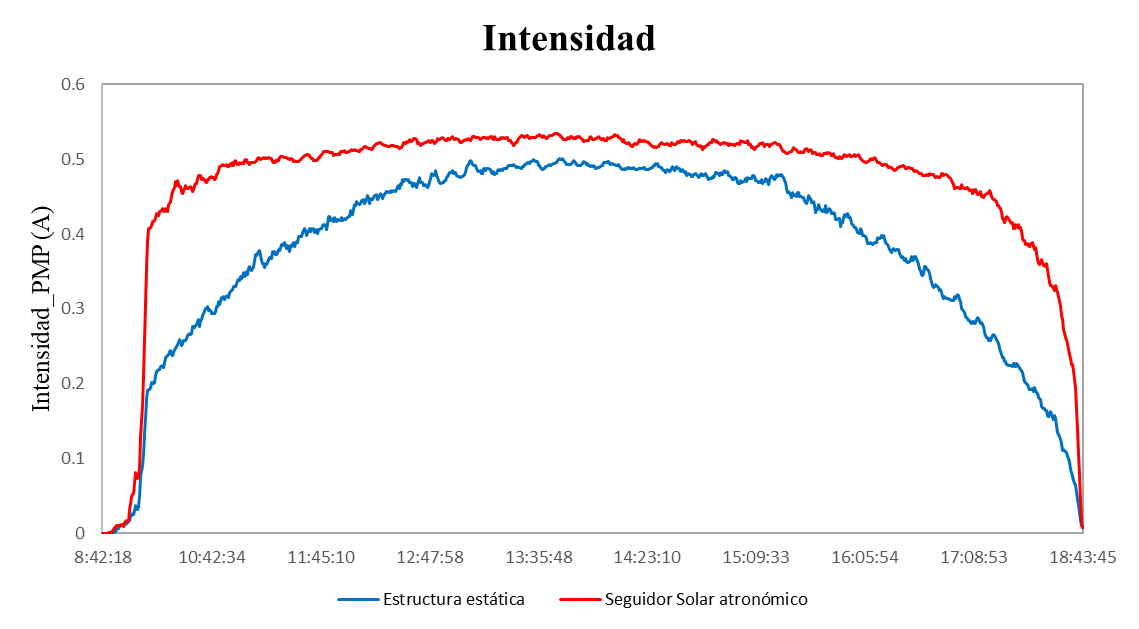 Intensidad
Intensidad_PMP (A)
0.6
0.5
0.4
0.3
0.2
0.1
0
8:42:18 10:42:34 11:45:10 12:47:58 13:35:48 14:23:10 15:09:33 16:05:54 17:08:53 18:43:45
Estructura estática Seguidor Solar atronómico